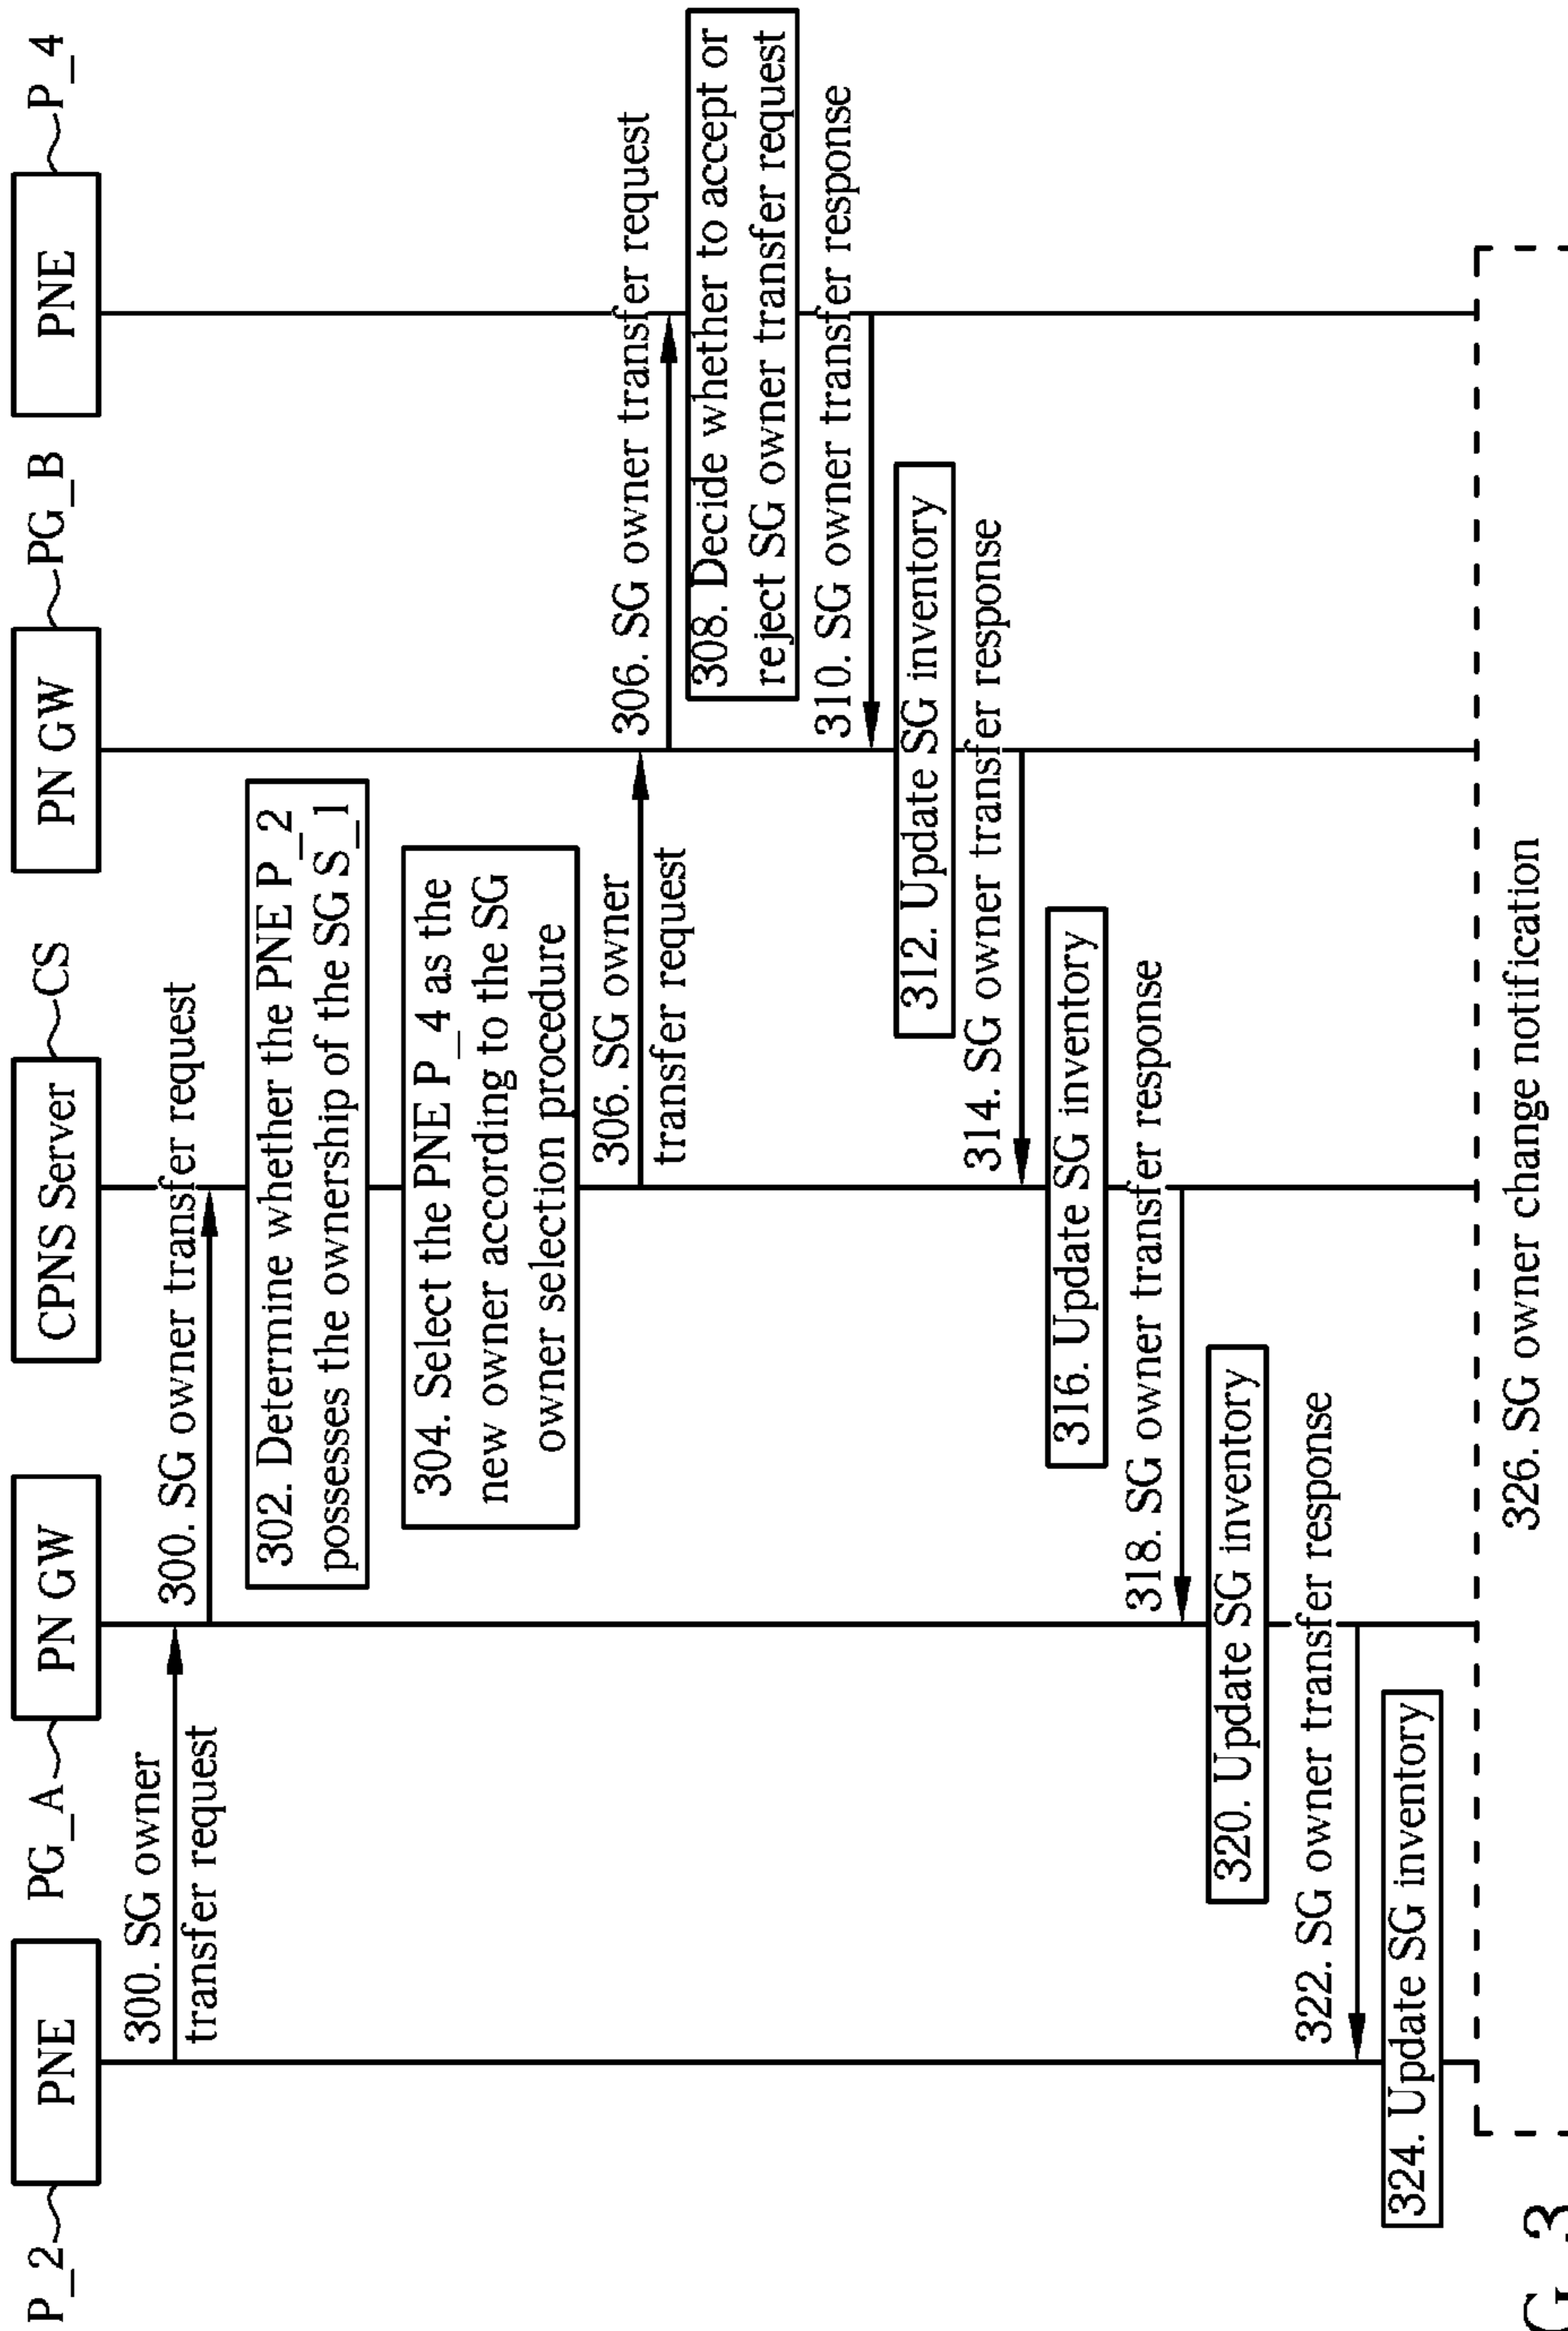 P_2
PNE
PG_A
PN GW
CPNS Server
CS
PN GW
PG_B
PNE
P_4
300. SG owner
transfer request
300. SG owner transfer request
302. Determine whether the PNE P_2
possesses the ownership of the SG S_1
304. Select the PNE P_4 as the
new owner according to the SG
owner selection procedure
306. SG owner
transfer request
306. SG owner transfer request
308. Decide whether to accept or
reject SG owner transfer request
310. SG owner transfer response
312. Update SG inventory
314. SG owner transfer response
316. Update SG inventory
318. SG owner transfer response
320. Update SG inventory
322. SG owner transfer response
324. Update SG inventory
326. SG owner change notification
G. 3